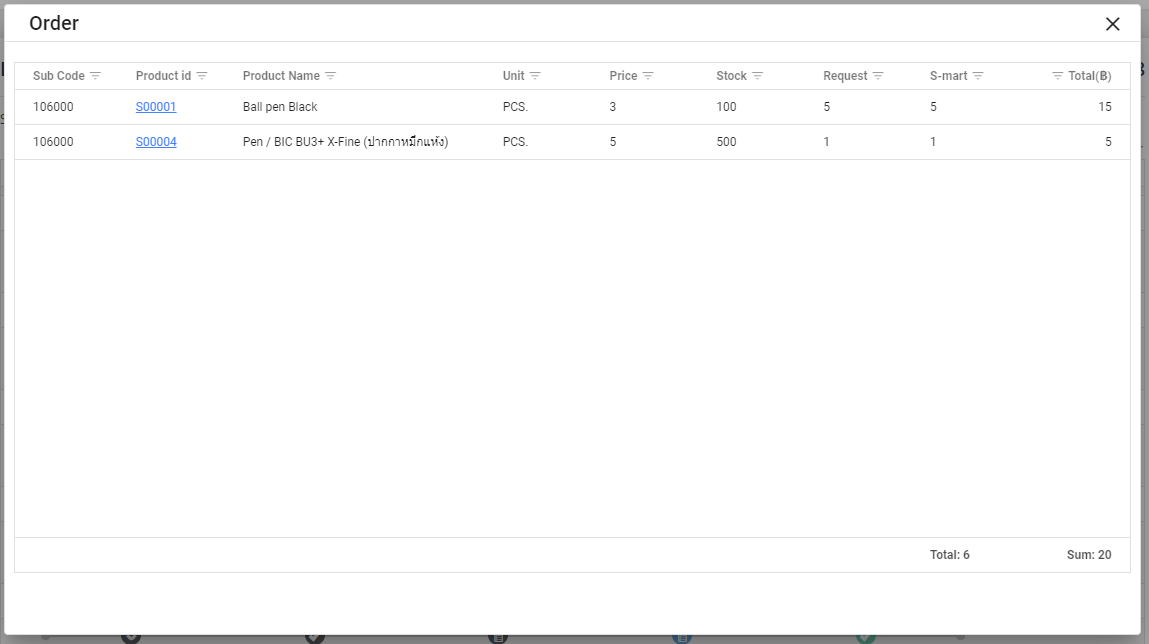 Order
Sub Code Product id Product Name Unit Price Stock Request S-mart Total(฿)
106000 S00001 Ball pen Black PCS. 3 100 5 5 15
106000 S00004 Pen / BIC BU3+ X-Fine (ปากกาหมึกแห้ง) PCS. 5 500 1 1 5
Total: 6 Sum: 20